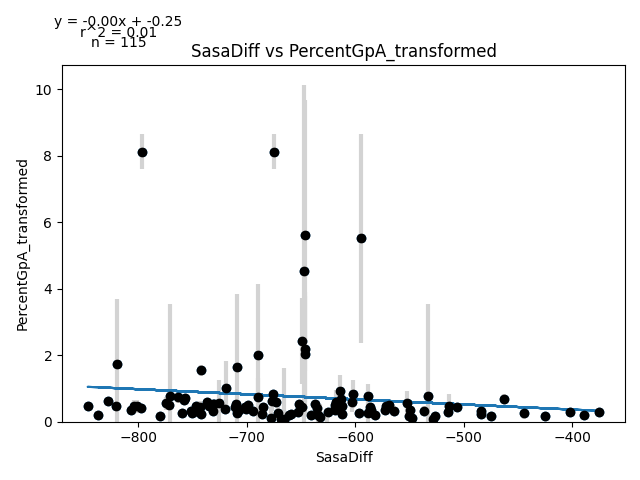 y = -0.00x + -0.25
r^2 = 0.01
n = 115
SasaDiff vs PercentGpA_transformed
PercentGpA_transformed
10
8
6
4
2
0
−800
−700
−600
−500
−400
SasaDiff